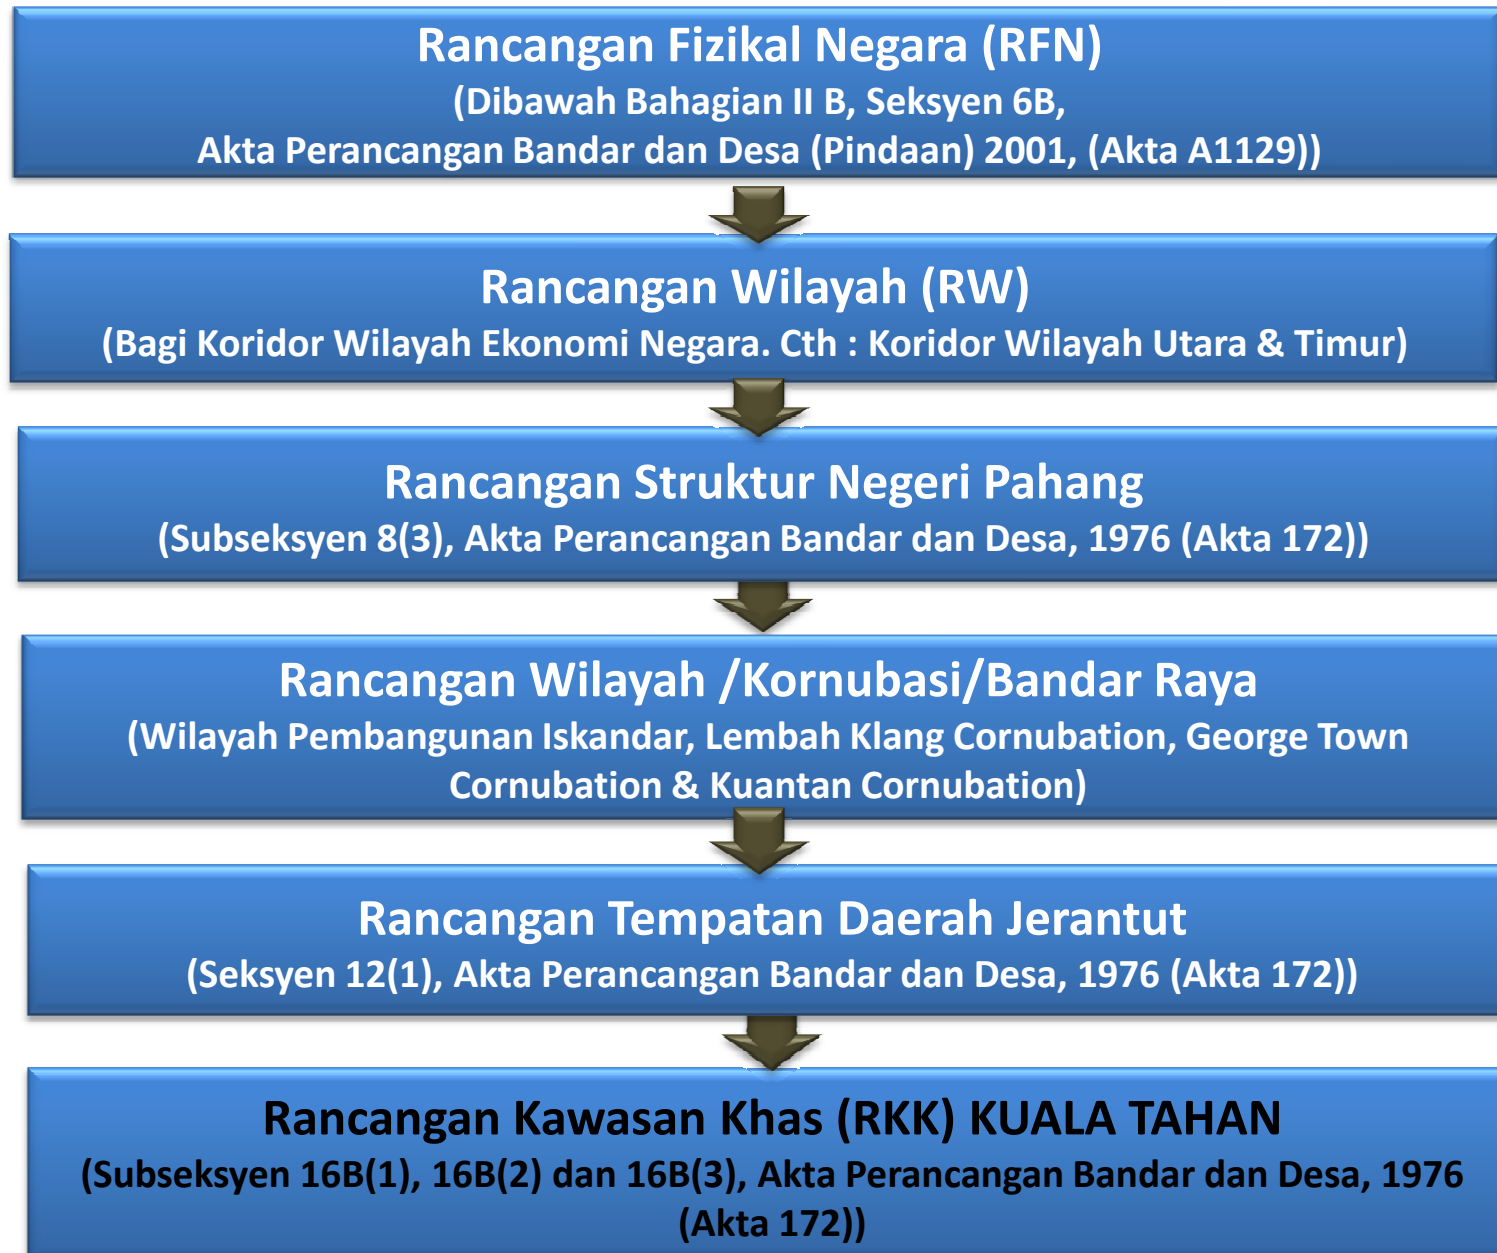 Rancangan Fizikal Negara (RFN)
(Dibawah Bahagian II B, Seksyen 6B,
Akta Perancangan Bandar dan Desa (Pindaan) 2001, (Akta A1129))
Rancangan Wilayah (RW)
(Bagi Koridor Wilayah Ekonomi Negara. Cth : Koridor Wilayah Utara & Timur)
Rancangan Struktur Negeri Pahang
(Subseksyen 8(3), Akta Perancangan Bandar dan Desa, 1976 (Akta 172))
Rancangan Wilayah /Kornubasi/Bandar Raya
(Wilayah Pembangunan Iskandar, Lembah Klang Cornubation, George Town
Cornubation & Kuantan Cornubation)
Rancangan Tempatan Daerah Jerantut
(Seksyen 12(1), Akta Perancangan Bandar dan Desa, 1976 (Akta 172))
Rancangan Kawasan Khas (RKK) KUALA TAHAN
(Subseksyen 16B(1), 16B(2) dan 16B(3), Akta Perancangan Bandar dan Desa, 1976
(Akta 172))